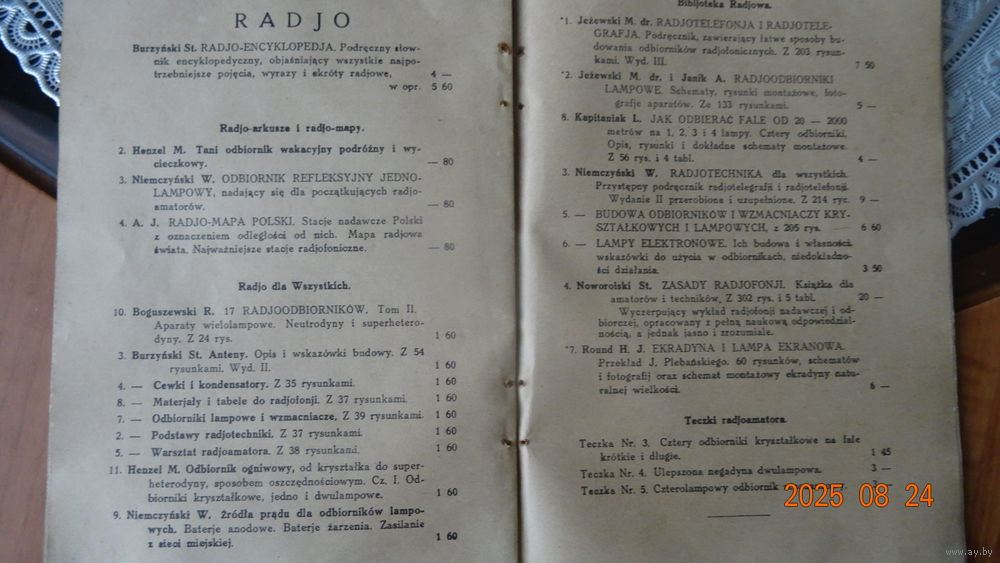 RADJO
Burzyński St. RADJO-ENCYKLOPEDJA. Podręczny słow-
nik encyklopedyczny, objaśniający wszystkie najpo-
trzebniejsze pojęcia, wyrazy i skróty radjowe, 4 —
w opr. 5 60
Radjo-arkusze i radjo-mapy.
2. Henzel M. Tani odbiornik wakacyjny podróżny i wy-
cieczkowy. — 80
3. Niemczyński W. ODBIORNIK REFLEKSYJNY JEDNO-
LAMPOWY, nadający się dla początkujących radjo-
amatorów. — 80
4. A. J. RADJO-MAPA POLSKI. Stacje nadawcze Polski
z oznaczeniem odległości od nich. Mapa radjowa
świata. Najważniejsze stacje radjofoniczne. — 80
Radjo dla Wszystkich.
10. Boguszewski R. 17 RADJOODBIORNIKÓW. Tom II.
Aparaty wielolampowe. Neutrodyny i superhetero-
dyny. Z 24 rys. 1 60
3. Burzyński St. Anteny. Opis i wskazówki budowy. Z 54
rysunkami. Wyd. II. 1 60
4. — Cewki i kondensatory. Z 35 rysunkami. 1 60
8. — Materjały i tabele do radjofonji. Z 37 rysunkami. 1 60
7. — Odbiorniki lampowe i wzmacniacze. Z 39 rysunkami. 1 60
2. — Podstawy radjotechniki. Z 37 rysunkami. 1 60
5. — Warsztat radjoamatora. Z 38 rysunkami. 1 60
11. Henzel M. Odbiornik ogniwowy, od kryształka do super-
heterodyny, sposobem oszczędnościowym. Cz. I. Od-
biorniki kryształkowe, jedno i dwulampowe. 1 60
9. Niemczyński W. Źródła prądu dla odbiorników lampo-
wych. Baterje anodowe. Baterje żarzenia. Zasilanie
z sieci miejskiej. 1 60
Bibljoteka Radjowa.
*1. Jeżewski M. dr. RADJOTELEFONJA I RADJOTELE-
GRAFJA. Podręcznik, zawierający łatwe sposoby bu-
dowania odbiorników radjofonicznych. Z 203 rysun-
kami. Wyd. III. 7 50
*2. Jeżewski M. dr. i Janik A. RADJOODBIORNIKI
LAMPOWE. Schematy, rysunki montażowe, foto-
grafje aparatów. Ze 133 rysunkami. 5 —
8. Kapitaniak L. JAK ODBIERAĆ FALE OD 20 — 2000
metrów na 1, 2, 3 i 4 lampy. Cztery odbiorniki.
Opis, rysunki i dokładne schematy montażowe.
Z 56 rys. i 4 tabl. 4 —
3. Niemczyński W. RADJOTECHNIKA dla wszystkich.
Przystępny podręcznik radjotelegrafji i radjotelefonji.
Wydanie II przerobione i uzupełnione. Z 214 ryc. 9 —
5. — BUDOWA ODBIORNIKÓW I WZMACNIACZY KRY-
SZTAŁKOWYCH I LAMPOWYCH, z 205 rys. 6 60
6. — LAMPY ELEKTRONOWE. Ich budowa i własności,
wskazówki do użycia w odbiornikach, niedokładno-
ści działania. 3 50
4. Noworolski St. ZASADY RADJOFONJI. Książka dla
amatorów i techników. Z 302 rys. i 5 tabl. 20 —
Wyczerpujący wykład radjofonji nadawczej i od-
biorczej, opracowany z pełną naukową odpowiedzial-
nością, a jednak jasno i zrozumiale.
*7. Round H. J. EKRADYNA I LAMPA EKRANOWA.
Przekład J. Plebańskiego. 60 rysunków, schematów
i fotografij oraz schemat montażowy ekradyny natu-
ralnej wielkości. 6 —
Teczki radjoamatora.
Teczka Nr. 3. Cztery odbiorniki kryształkowe na fale
krótkie i długie. 1 45
Teczka Nr. 4. Ulepszona negadyna dwulampowa. 3 —
Teczka Nr. 5. Czterolampowy odbiornik
2025 08 24
www.ay.by